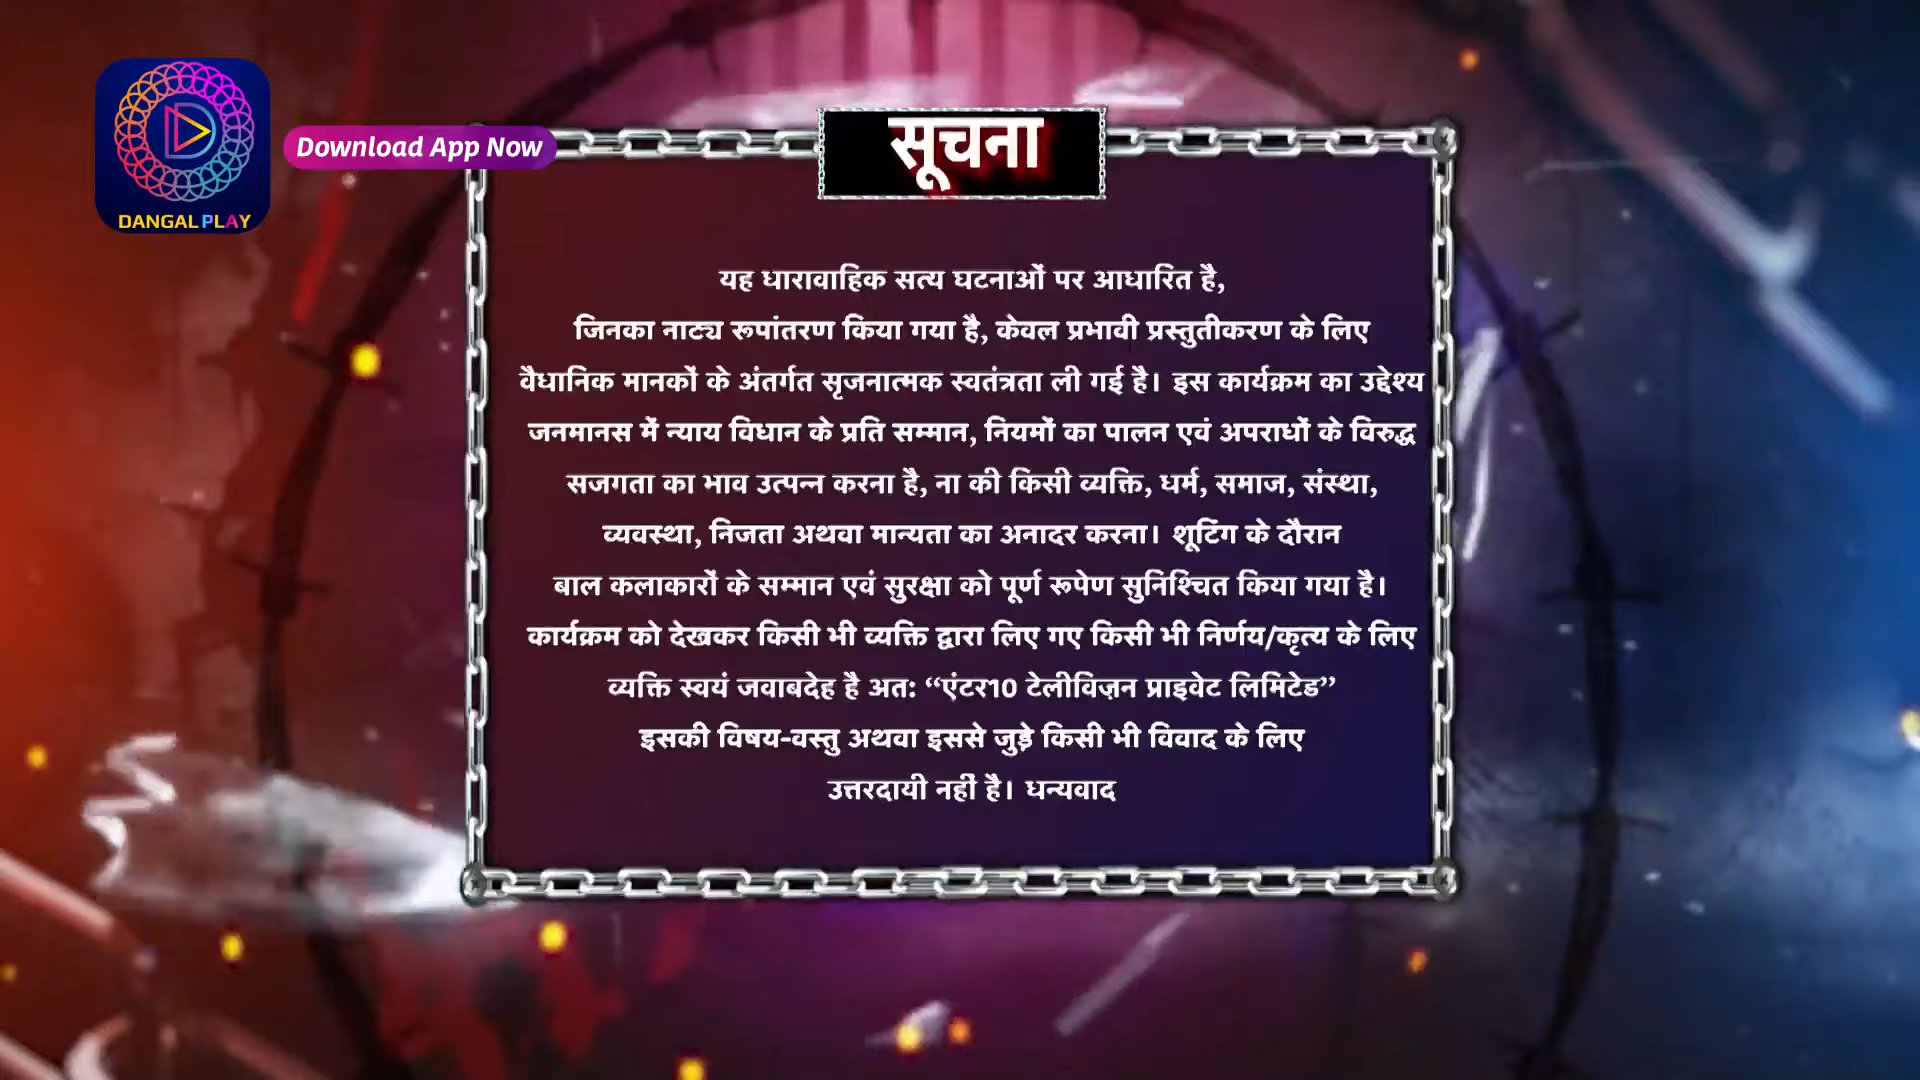 DANGAL PLAY
Download App Now
सूचना
यह धारावाहिक सत्य घटनाओं पर आधारित है,
जिनका नाट्य रूपांतरण किया गया है, केवल प्रभावी प्रस्तुतीकरण के लिए
वैधानिक मानकों के अंतर्गत सृजनात्मक स्वतंत्रता ली गई है। इस कार्यक्रम का उद्देश्य
जनमानस में न्याय विधान के प्रति सम्मान, नियमों का पालन एवं अपराधों के विरुद्ध
सजगता का भाव उत्पन्न करना है, ना की किसी व्यक्ति, धर्म, समाज, संस्था,
व्यवस्था, निजता अथवा मान्यता का अनादर करना। शूटिंग के दौरान
बाल कलाकारों के सम्मान एवं सुरक्षा को पूर्ण रूपेण सुनिश्चित किया गया है।
कार्यक्रम को देखकर किसी भी व्यक्ति द्वारा लिए गए किसी भी निर्णय/कृत्य के लिए
व्यक्ति स्वयं जवाबदेह है अतः “एंटर10 टेलीविज़न प्राइवेट लिमिटेड”
इसकी विषय-वस्तु अथवा इससे जुड़े किसी भी विवाद के लिए
उत्तरदायी नहीं है। धन्यवाद